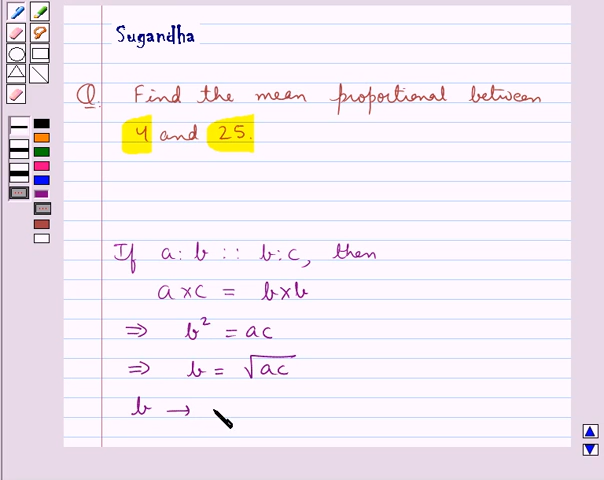 Sugandha
Q. Find the mean proportional between
4 and 25.
If a : b :: b : c, then
a × c = b × b
⇒ b² = ac
⇒ b = √ac
b →